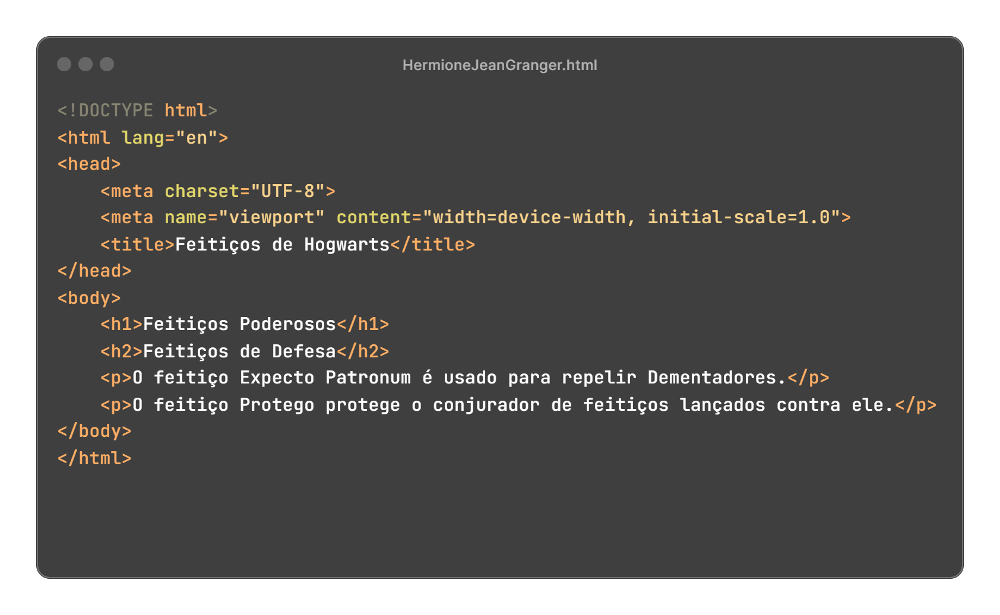 HermioneJeanGranger.html
<!DOCTYPE html>
<html lang="en">
<head>
    <meta charset="UTF-8">
    <meta name="viewport" content="width=device-width, initial-scale=1.0">
    <title>Feitiços de Hogwarts</title>
</head>
<body>
    <h1>Feitiços Poderosos</h1>
    <h2>Feitiços de Defesa</h2>
    <p>O feitiço Expecto Patronum é usado para repelir Dementadores.</p>
    <p>O feitiço Protego protege o conjurador de feitiços lançados contra ele.</p>
</body>
</html>